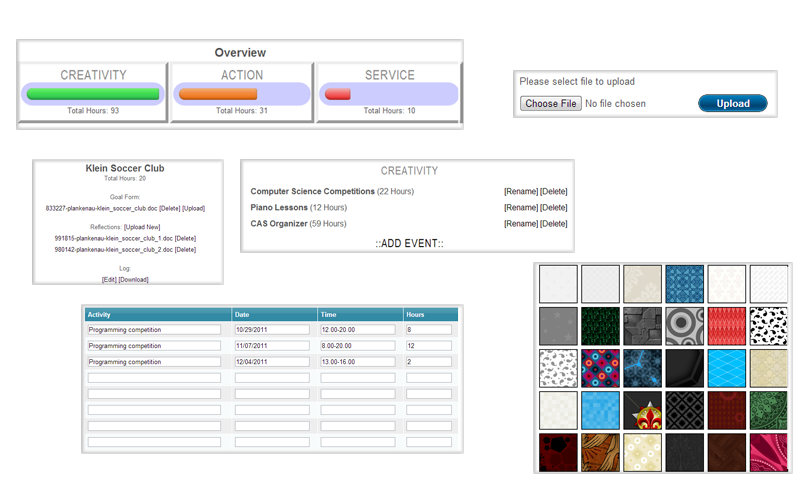 Overview
CREATIVITY ACTION SERVICE
Total Hours: 93 Total Hours: 31 Total Hours: 10
Please select file to upload
Choose File No file chosen Upload
Klein Soccer Club
Total Hours: 20
Goal Form:
833227-plankenau-klein_soccer_club.doc [Delete] [Upload]
Reflections: [Upload New]
991815-plankenau-klein_soccer_club_1.doc [Delete]
980142-plankenau-klein_soccer_club_2.doc [Delete]
Log:
[Edit] [Download]
CREATIVITY
Computer Science Competitions (22 Hours) [Rename] [Delete]
Piano Lessons (12 Hours) [Rename] [Delete]
CAS Organizer (59 Hours) [Rename] [Delete]
::ADD EVENT::
Activity Date Time Hours
Programming competition 10/29/2011 12.00-20.00 8
Programming competition 11/07/2011 8.00-20.00 12
Programming competition 12/04/2011 13.00-16.00 2